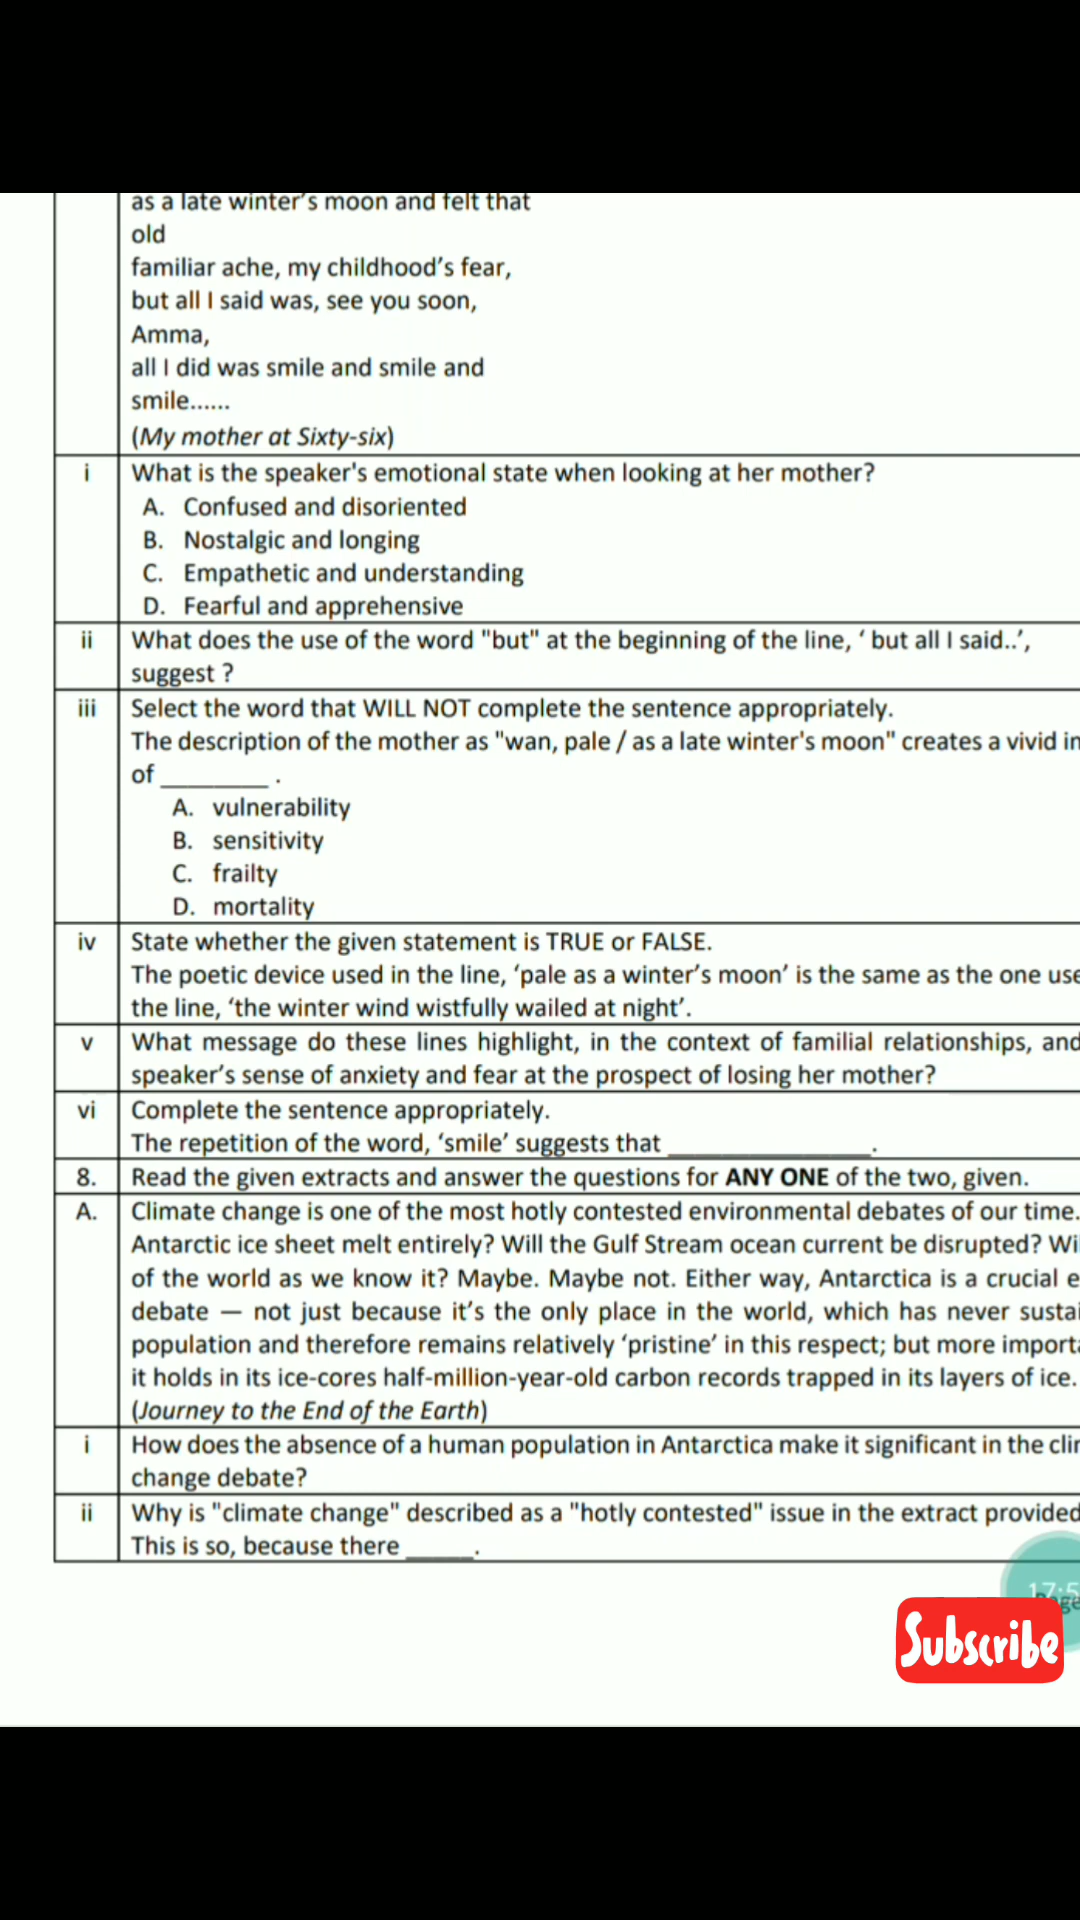 as a late winter's moon and felt that
old
familiar ache, my childhood's fear,
but all I said was, see you soon,
Amma,
all I did was smile and smile and
smile......
(My mother at Sixty-six)
i What is the speaker's emotional state when looking at her mother?
A. Confused and disoriented
B. Nostalgic and longing
C. Empathetic and understanding
D. Fearful and apprehensive
ii What does the use of the word "but" at the beginning of the line, ‘ but all I said..’,
suggest ?
iii Select the word that WILL NOT complete the sentence appropriately.
The description of the mother as "wan, pale / as a late winter's moon" creates a vivid
of ________ .
A. vulnerability
B. sensitivity
C. frailty
D. mortality
iv State whether the given statement is TRUE or FALSE.
The poetic device used in the line, ‘pale as a winter’s moon’ is the same as the one use
the line, ‘the winter wind wistfully wailed at night’.
v What message do these lines highlight, in the context of familial relationships, and
speaker’s sense of anxiety and fear at the prospect of losing her mother?
vi Complete the sentence appropriately.
The repetition of the word, ‘smile’ suggests that _______________.
8. Read the given extracts and answer the questions for ANY ONE of the two, given.
A. Climate change is one of the most hotly contested environmental debates of our time.
Antarctic ice sheet melt entirely? Will the Gulf Stream ocean current be disrupted? Wi
of the world as we know it? Maybe. Maybe not. Either way, Antarctica is a crucial e
debate — not just because it’s the only place in the world, which has never sustai
population and therefore remains relatively ‘pristine’ in this respect; but more importa
it holds in its ice-cores half-million-year-old carbon records trapped in its layers of ice.
(Journey to the End of the Earth)
i How does the absence of a human population in Antarctica make it significant in the clim
change debate?
ii Why is "climate change" described as a "hotly contested" issue in the extract provided
This is so, because there _____.
17:5
Subscribe